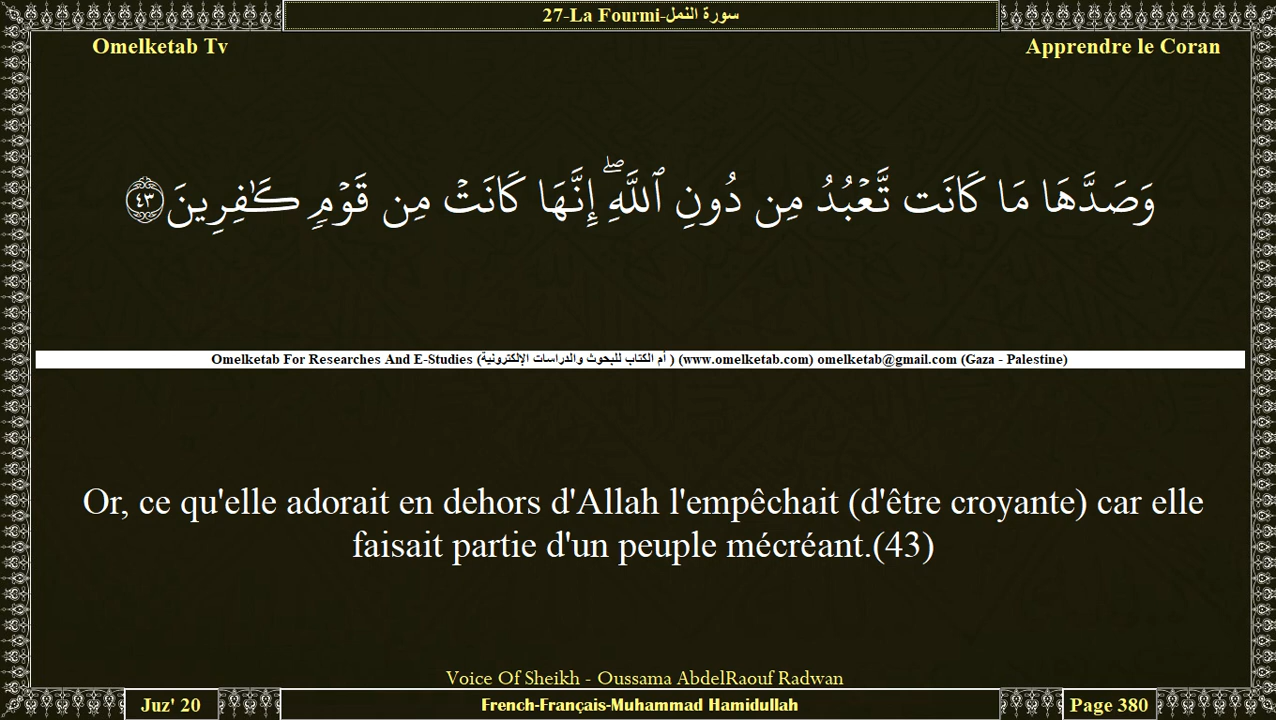 27-La Fourmi-سورة النمل
Omelketab Tv
Apprendre le Coran
وَصَدَّهَا مَا كَانَت تَّعۡبُدُ مِن دُونِ ٱللَّهِۖ إِنَّهَا كَانَتۡ مِن قَوۡمٖ كَٰفِرِينَ ٤٣
Omelketab For Researches And E-Studies (أم الكتاب للبحوث والدراسات الإلكترونية ) (www.omelketab.com) omelketab@gmail.com (Gaza - Palestine)
Or, ce qu'elle adorait en dehors d'Allah l'empêchait (d'être croyante) car elle
faisait partie d'un peuple mécréant.(43)
Voice Of Sheikh - Oussama AbdelRaouf Radwan
Juz' 20
French-Français-Muhammad Hamidullah
Page 380